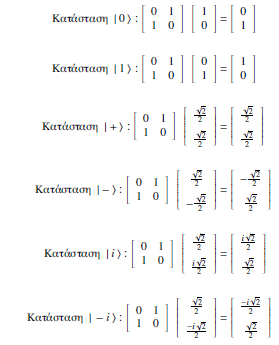 Κατάσταση |0⟩ : [0 1; 1 0] [1; 0] = [0; 1]
Κατάσταση |1⟩ : [0 1; 1 0] [0; 1] = [1; 0]
Κατάσταση |+⟩ : [0 1; 1 0] [√2/2; √2/2] = [√2/2; √2/2]
Κατάσταση |−⟩ : [0 1; 1 0] [√2/2; −√2/2] = [−√2/2; √2/2]
Κατάσταση |i⟩ : [0 1; 1 0] [√2/2; i√2/2] = [i√2/2; √2/2]
Κατάσταση |−i⟩ : [0 1; 1 0] [√2/2; −i√2/2] = [−i√2/2; √2/2]